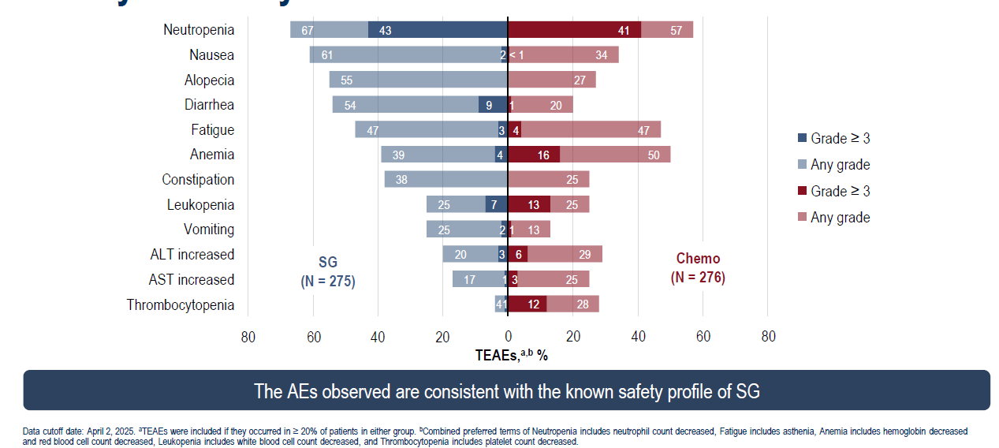 Neutropenia 67 43 41 57
Nausea 61 2 < 1 34
Alopecia 55 27
Diarrhea 54 9 1 20
Fatigue 47 3 4 47
Anemia 39 4 16 50
Constipation 38 25
Leukopenia 25 7 13 25
Vomiting 25 2 1 13
ALT increased 20 3 6 29
AST increased 17 1 3 25
Thrombocytopenia 4 1 12 28
SG
(N = 275)
Chemo
(N = 276)
Grade ≥ 3
Any grade
Grade ≥ 3
Any grade
80 60 40 20 0 20 40 60 80
TEAEs,ᵃ,ᵇ %
The AEs observed are consistent with the known safety profile of SG
Data cutoff date: April 2, 2025. ᵃTEAEs were included if they occurred in ≥ 20% of patients in either group. ᵇCombined preferred terms of Neutropenia includes neutrophil count decreased, Fatigue includes asthenia, Anemia includes hemoglobin decreased
and red blood cell count decreased, Leukopenia includes white blood cell count decreased, and Thrombocytopenia includes platelet count decreased.